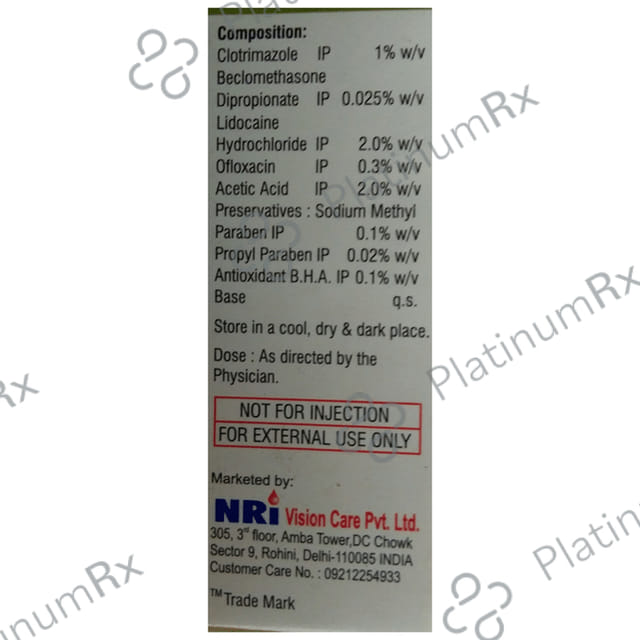 Composition:
Clotrimazole IP 1% w/v
Beclomethasone
Dipropionate IP 0.025% w/v
Lidocaine
Hydrochloride IP 2.0% w/v
Ofloxacin IP 0.3% w/v
Acetic Acid IP 2.0% w/v
Preservatives : Sodium Methyl
Paraben IP 0.1% w/v
Propyl Paraben IP 0.02% w/v
Antioxidant B.H.A. IP 0.1% w/v
Base q.s.
Store in a cool, dry & dark place.
Dose : As directed by the
Physician.
NOT FOR INJECTION
FOR EXTERNAL USE ONLY
Marketed by:
NRi Vision Care Pvt. Ltd.
305, 3rd floor, Amba Tower,DC Chowk
Sector 9, Rohini, Delhi-110085 INDIA
Customer Care No. : 09212254933
TM Trade Mark
PlatinumRx
PlatinumRx
Rx
PlatinumRx
Platinum